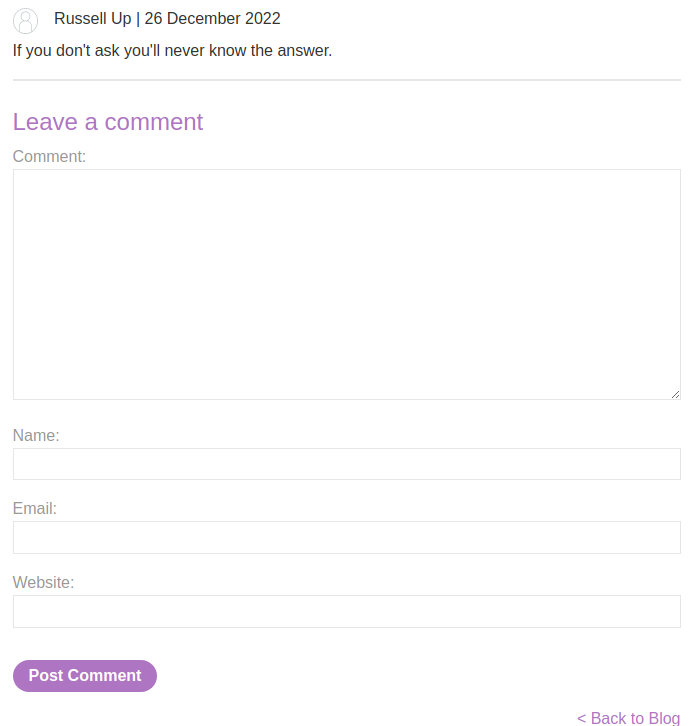 Russell Up | 26 December 2022
If you don't ask you'll never know the answer.
Leave a comment
Comment:
Name:
Email:
Website:
Post Comment
< Back to Blog